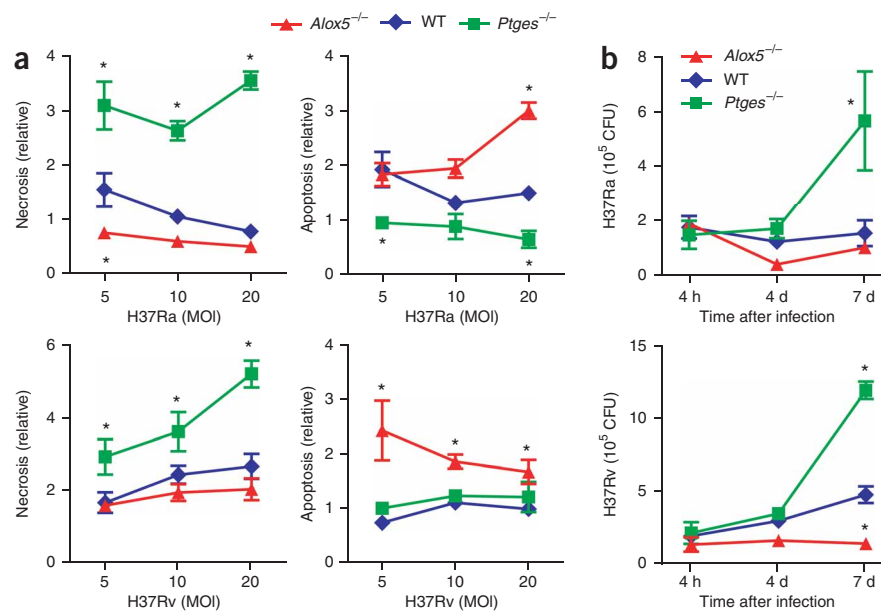 Alox5⁻/⁻ WT Ptges⁻/⁻
a
Necrosis (relative)
4
3
2
1
0
*
*
*
*
5 10 20
H37Ra (MOI)
Apoptosis (relative)
4
3
2
1
0
*
*
*
5 10 20
H37Ra (MOI)
b
Alox5⁻/⁻
WT
Ptges⁻/⁻
H37Ra (10⁵ CFU)
8
6
4
2
0
*
4 h 4 d 7 d
Time after infection
Necrosis (relative)
6
4
2
0
*
*
*
5 10 20
H37Rv (MOI)
Apoptosis (relative)
4
3
2
1
0
*
*
*
5 10 20
H37Rv (MOI)
H37Rv (10⁵ CFU)
15
10
5
0
*
*
4 h 4 d 7 d
Time after infection